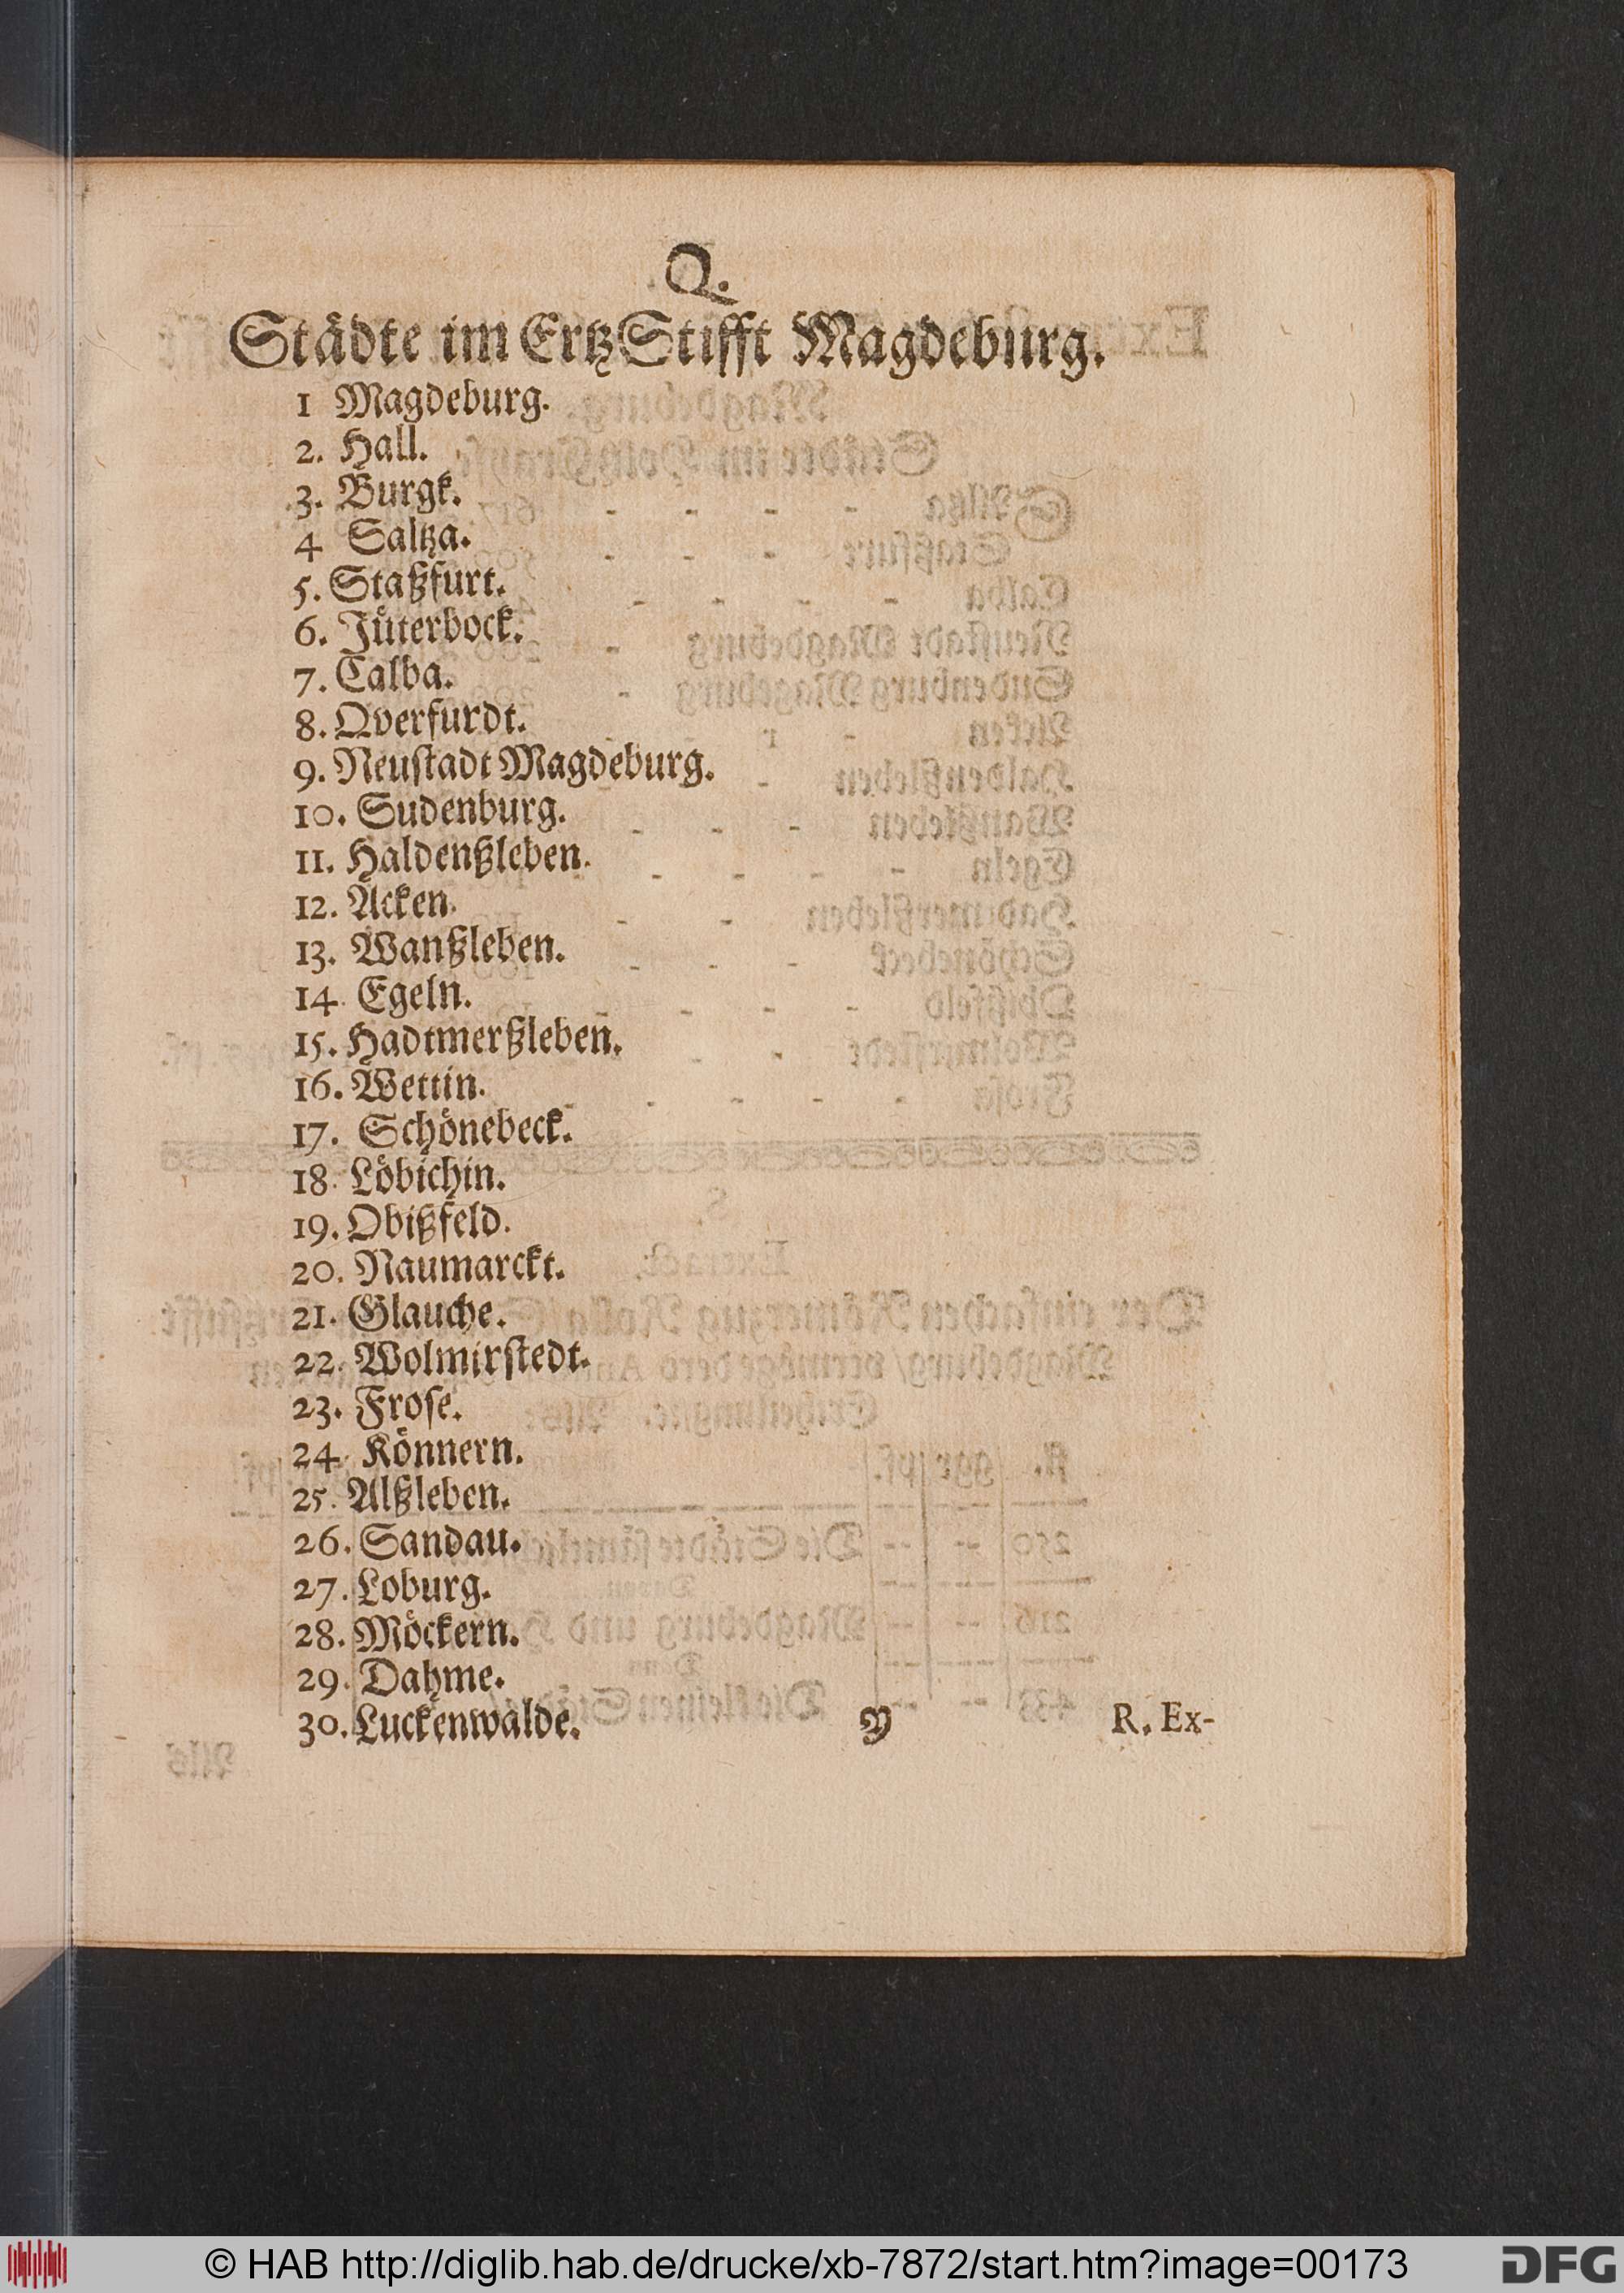 Q.
Städte im Ertz Stifft Magdeburg.
1 Magdeburg.
2. Hall.
3. Burgk.
4 Saltza.
5. Staßfurt.
6. Jüterbock.
7. Calba.
8. Qverfurdt.
9. Neustadt Magdeburg.
10. Sudenburg.
11. Haldenßleben.
12. Acken.
13. Wanßleben.
14. Egeln.
15. Hadtmerßleben.
16. Wettin.
17. Schönebeck.
18. Löbichin.
19. Obißfeld.
20. Naumarckt.
21. Glauche.
22. Wolmirstedt.
23. Frose.
24. Können.
25. Alßleben.
26. Sandau.
27. Loburg.
28. Möckern.
29. Dahme.
30. Luckenwalde.
Y R. Ex-
© HAB http://diglib.hab.de/drucke/xb-7872/start.htm?image=00173
DFG